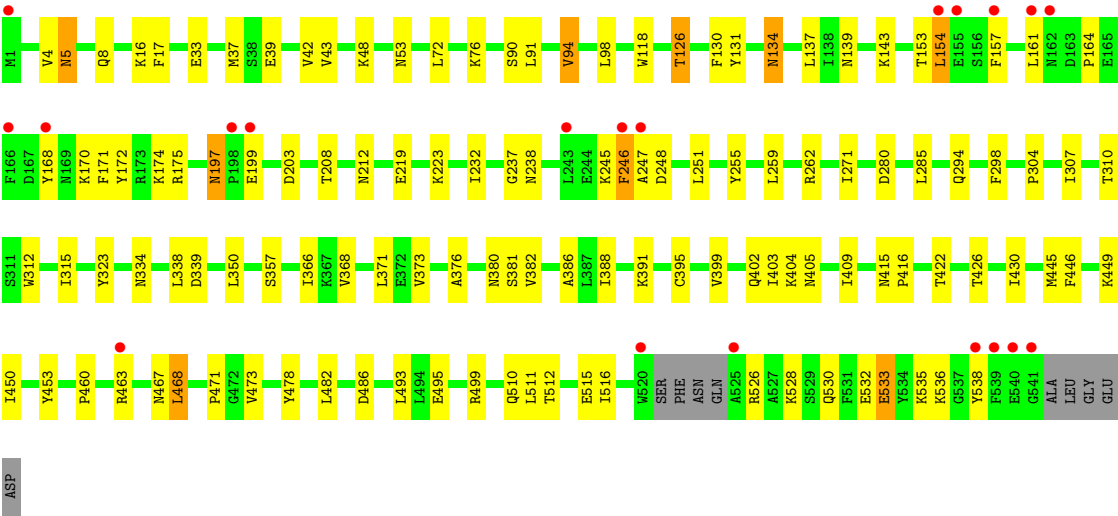 M1 V4 N5 Q8 K16 F17 E33 M37 S38 E39 V42 V43 K48 N53 L72 K76 S90 L91 V94 L98 W118 T126 F130 Y131 N134 L137 I138 N139 K143 T153 L154 E155 S156 F157 L161 N162 D163 P164 E165
F166 D167 Y168 N169 K170 F171 Y172 R173 K174 R175 N197 P198 E199 D203 T208 N212 E219 K223 I232 G237 N238 L243 E244 K245 F246 A247 D248 L251 Y255 L259 R262 I271 D280 L285 Q294 F298 P304 I307 T310
S311 W312 I315 Y323 N334 L338 D339 L350 S357 I366 K367 V368 L371 E372 V373 A376 N380 S381 V382 A386 L387 I388 K391 C395 V399 Q402 I403 K404 N405 I409 N415 P416 T422 T426 I430 M445 F446 K449
I450 Y453 P460 R463 N467 L468 P471 G472 V473 Y478 L482 D486 L493 L494 E495 R499 Q510 L511 T512 E515 I516 W520 SER PHE ASN GLN A525 R526 A527 K528 S529 Q530 F531 E532 E533 Y534 K535 K536 G537 Y538 F539 E540 G541 ALA LEU GLY GLU
ASP